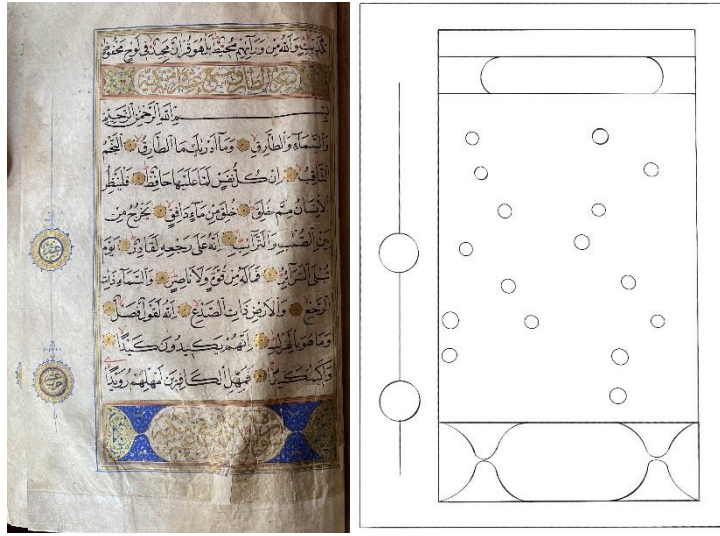 تكذيب والله من ورائهم محيط بل هو قرآن مجيد في لوح محفوظ
بسم الله الرحمن الرحيم
والسماء والطارق وما أدريك ما الطارق النجم
الثاقب إن كل نفس لما عليها حافظ فلينظر
الإنسان مم خلق خلق من ماء دافق يخرج من
بين الصلب والترائب إنه على رجعه لقادر يوم
تبلى السرائر فماله من قوة ولا ناصر والسماء ذات
الرجع والأرض ذات الصدع إنه لقول فصل
وما هو بالهزل إنهم يكيدون كيدا
وأكيد كيدا فمهل الكافرين أمهلهم رويدا